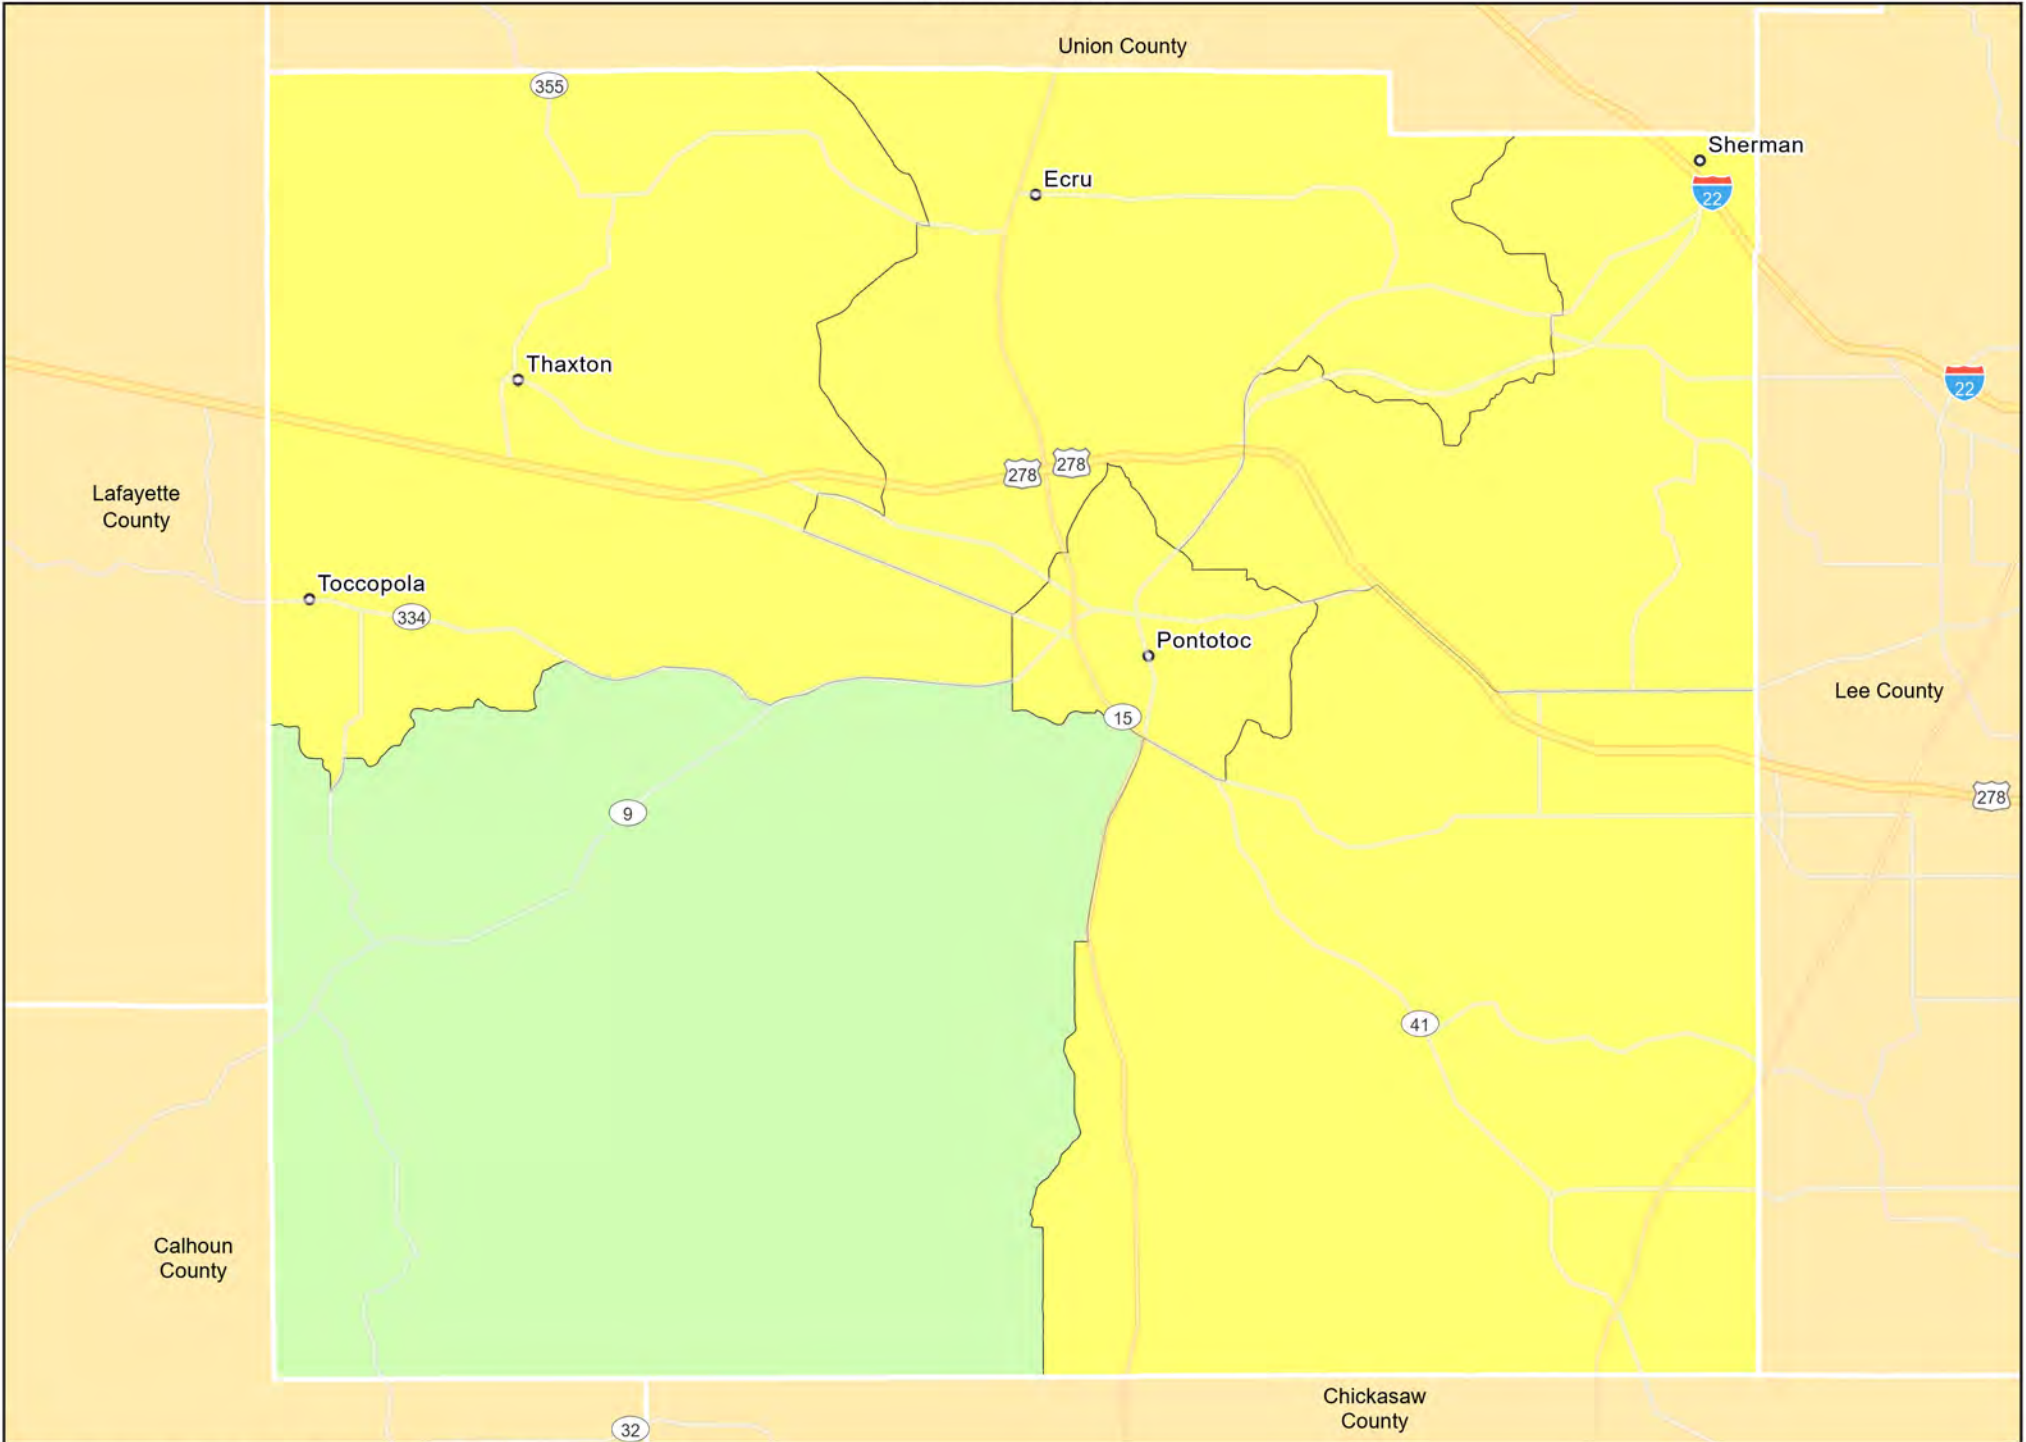 Union County
355
Sherman
Ecru
22
Thaxton
22
278
278
Lafayette
County
Toccopola
334
Pontotoc
Lee County
15
278
9
41
Calhoun
County
Chickasaw
County
32